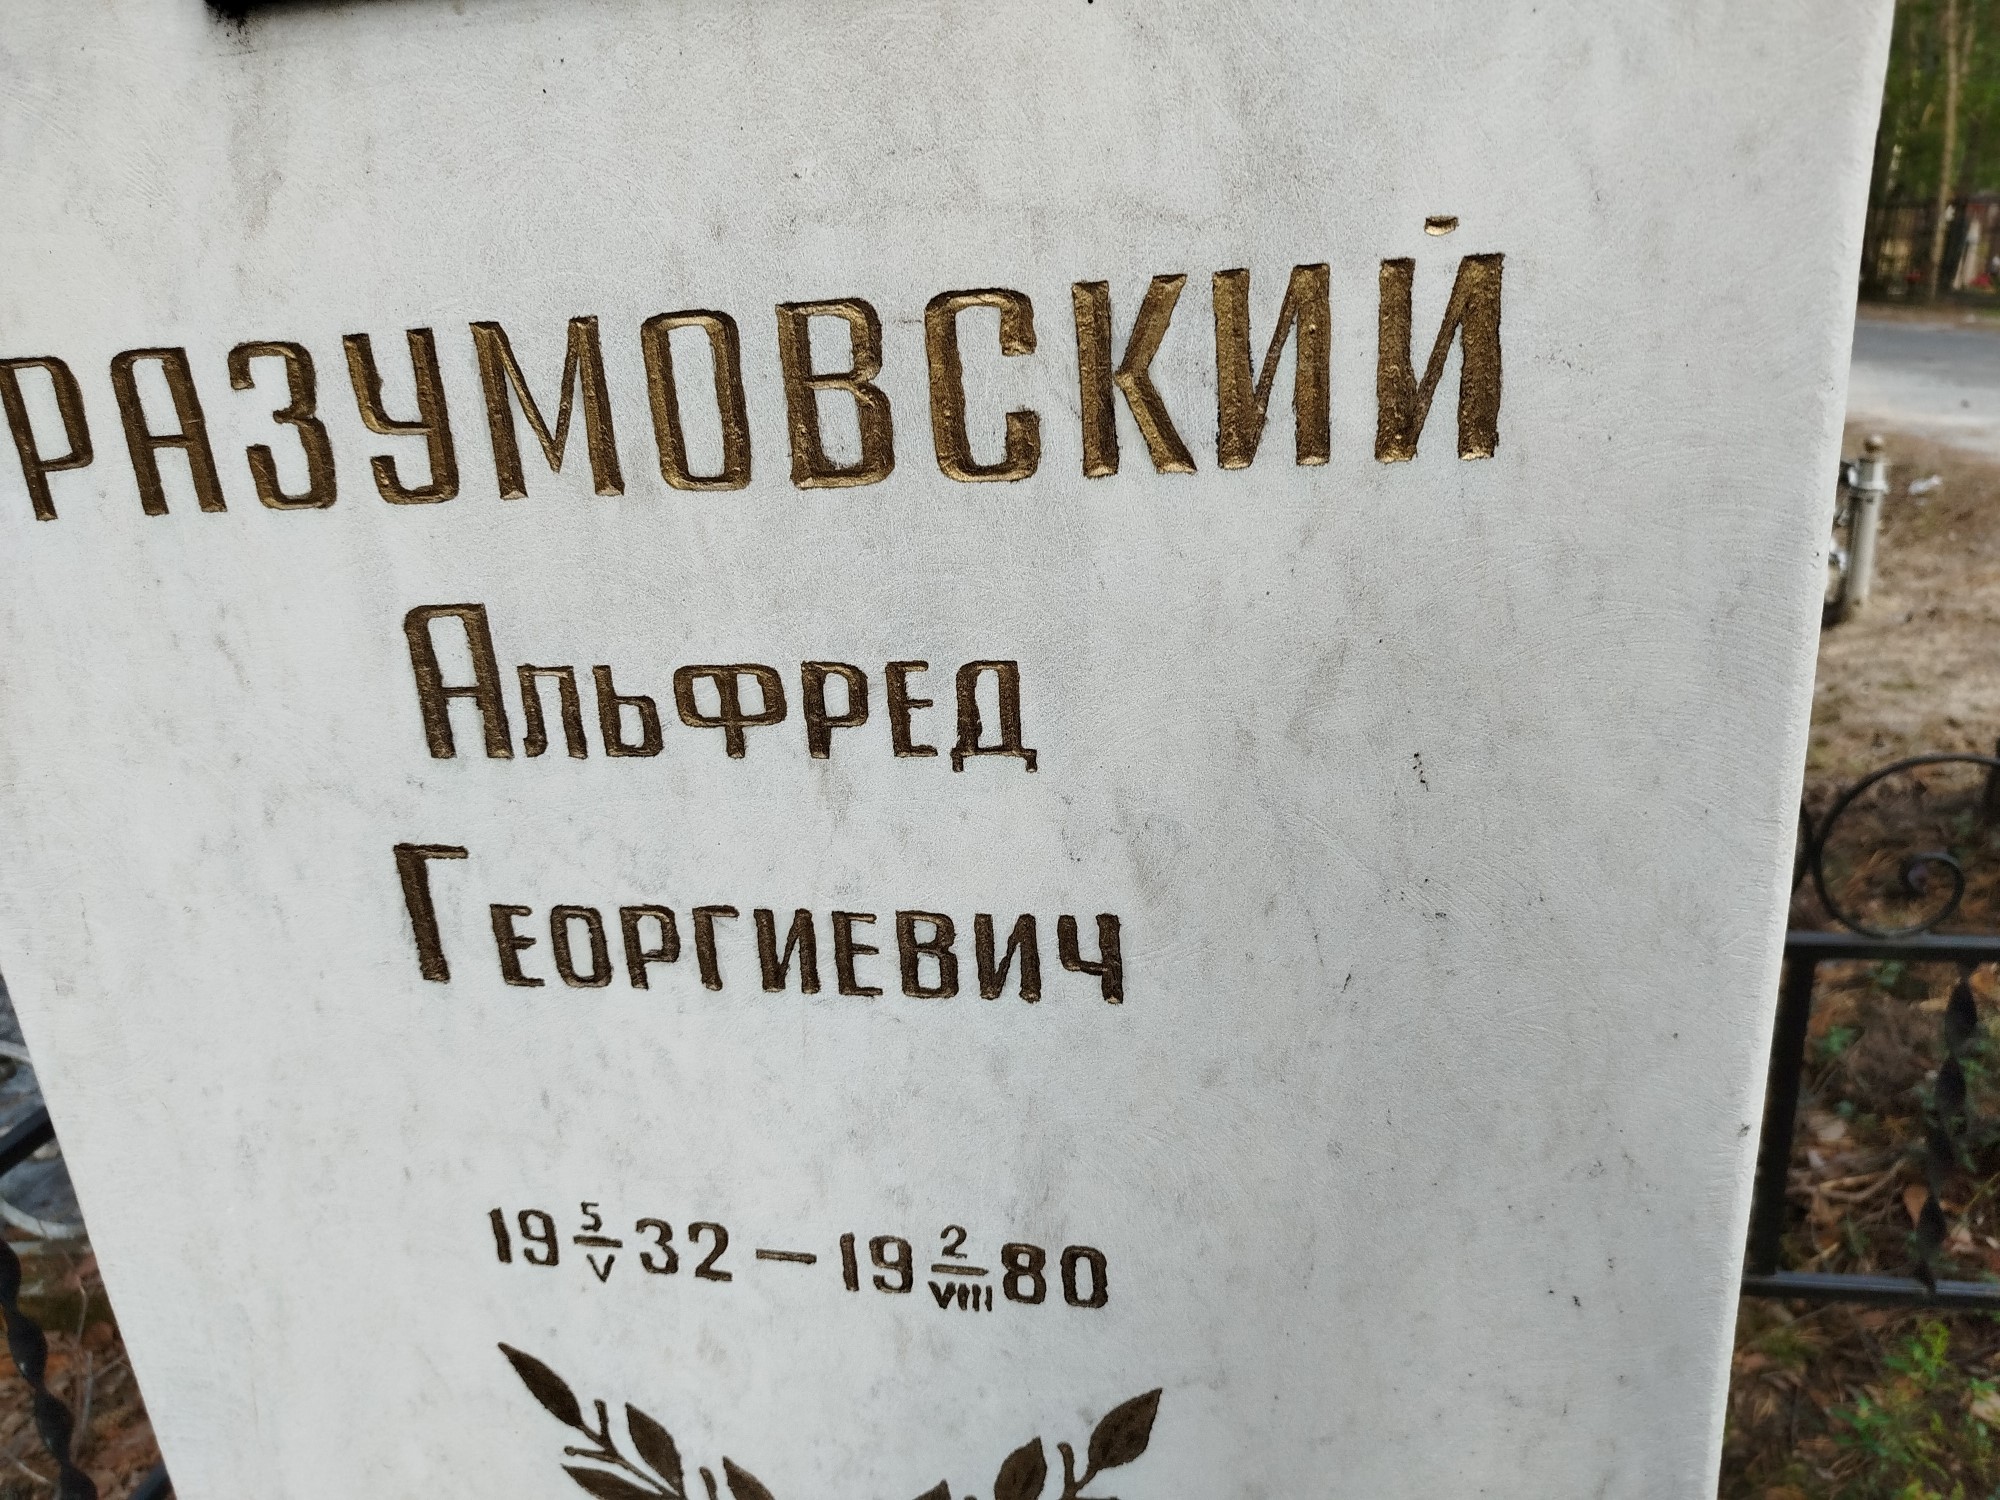 РАЗУМОВСКИЙ
Альфред
Георгиевич
19 5/V 32 — 19 2/VIII 80